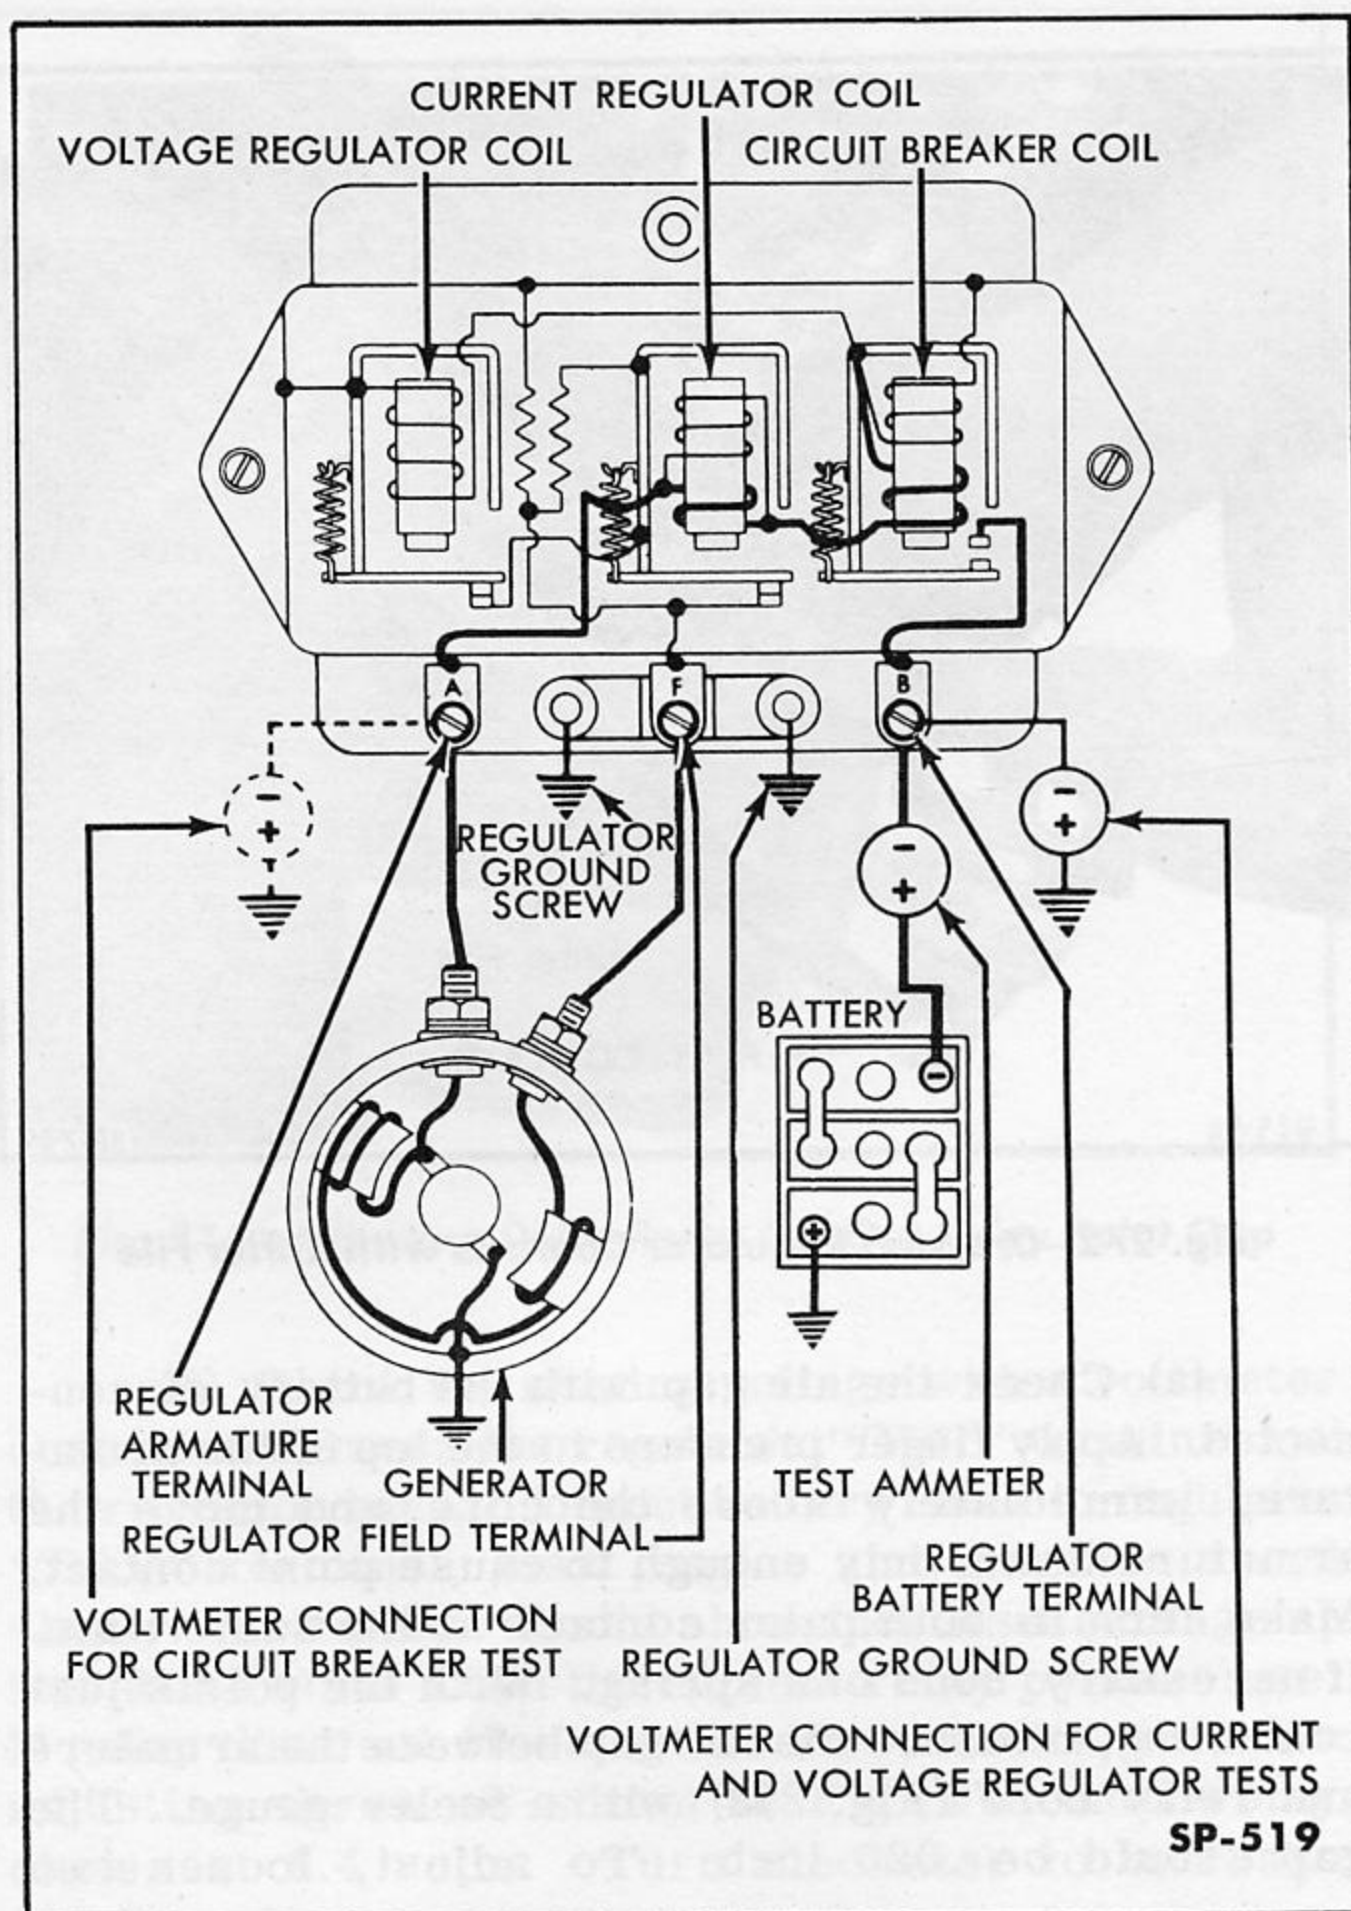 CURRENT REGULATOR COIL
VOLTAGE REGULATOR COIL
CIRCUIT BREAKER COIL
A
F
B
REGULATOR
GROUND
SCREW
BATTERY
REGULATOR
ARMATURE
TERMINAL
GENERATOR
TEST AMMETER
REGULATOR FIELD TERMINAL
REGULATOR
BATTERY TERMINAL
VOLTMETER CONNECTION
FOR CIRCUIT BREAKER TEST
REGULATOR GROUND SCREW
VOLTMETER CONNECTION FOR CURRENT
AND VOLTAGE REGULATOR TESTS
SP-519